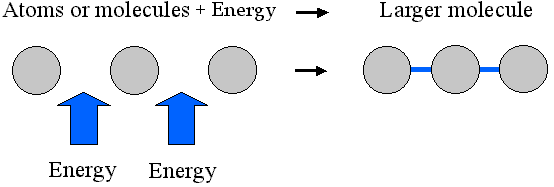 Atoms or molecules + Energy → Larger molecule
→
Energy Energy